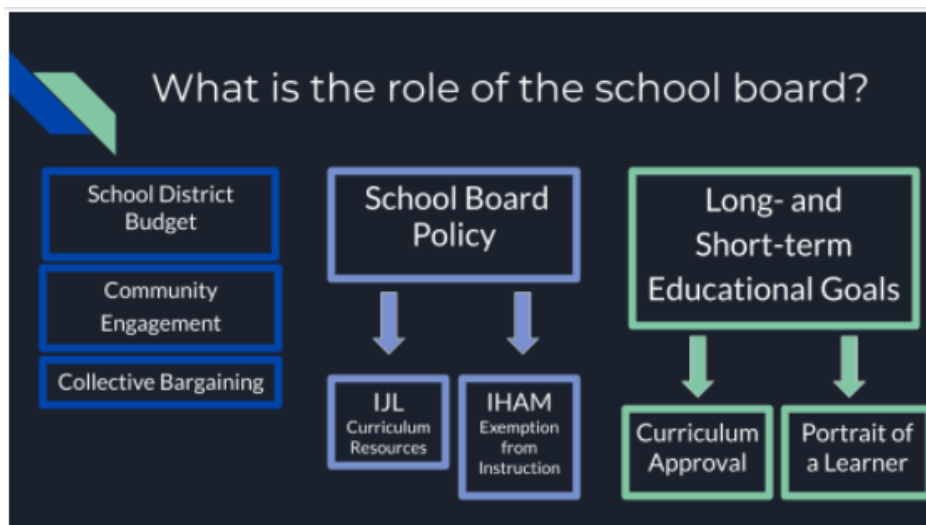 What is the role of the school board?
School District
Budget
Community
Engagement
Collective Bargaining
School Board
Policy
IJL
Curriculum
Resources
IHAM
Exemption
from
Instruction
Long- and
Short-term
Educational Goals
Curriculum
Approval
Portrait of
a Learner